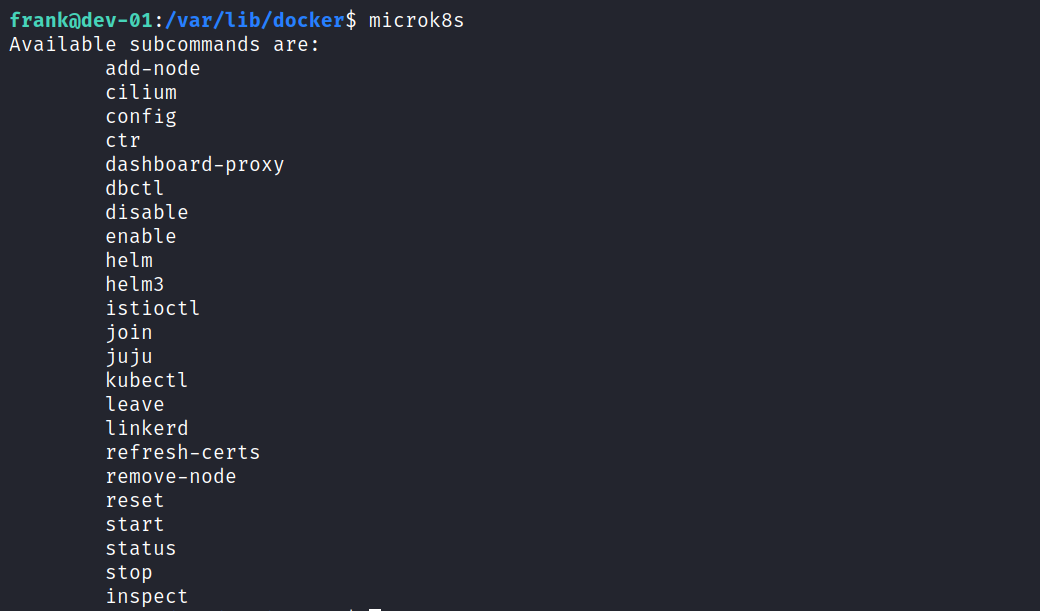 frank@dev-01:/var/lib/docker$ microk8s
Available subcommands are:
add-node
cilium
config
ctr
dashboard-proxy
dbctl
disable
enable
helm
helm3
istioctl
join
juju
kubectl
leave
linkerd
refresh-certs
remove-node
reset
start
status
stop
inspect